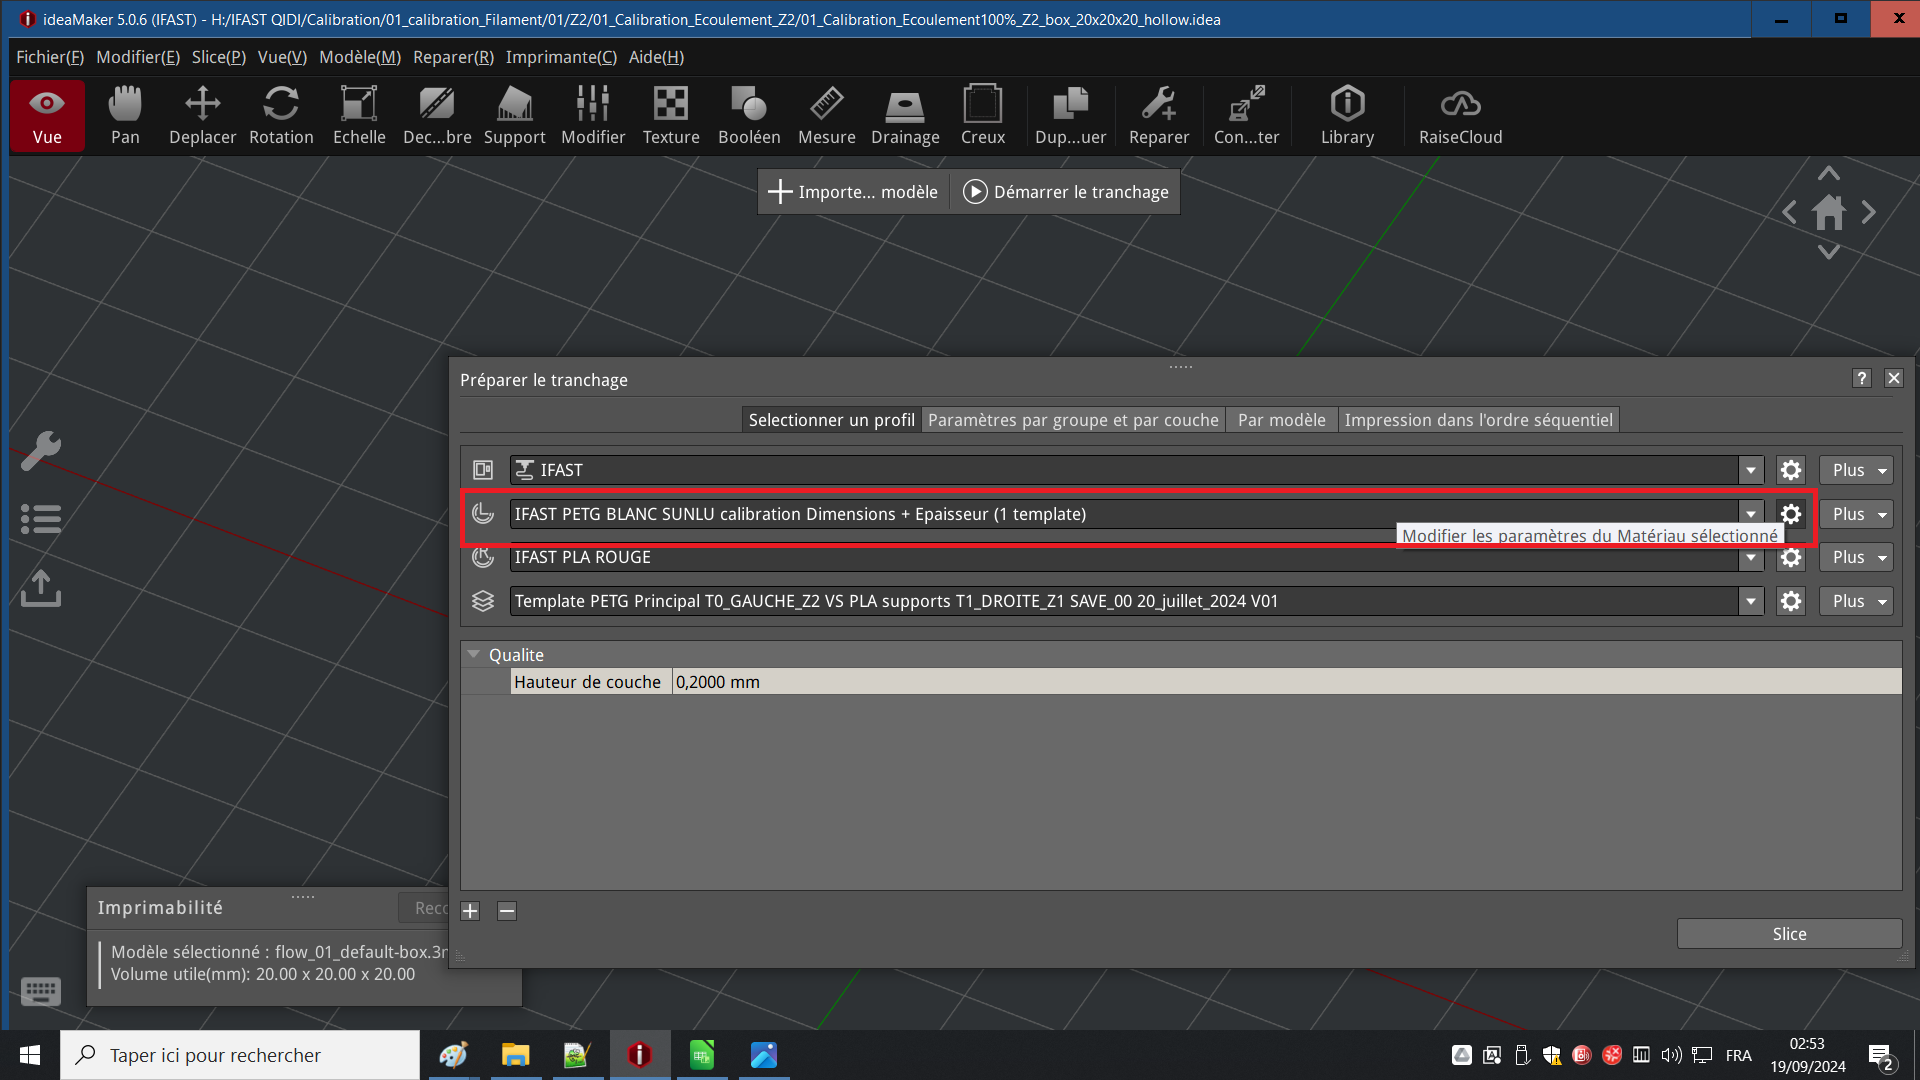 ideaMaker 5.0.6 (IFAST) - H:/IFAST QIDI/Calibration/01_calibration_Filament/01/Z2/01_Calibration_Ecoulement_Z2/01_Calibration_Ecoulement100%_Z2_box_20x20x20_hollow.idea
Fichier(F) Modifier(E) Slice(P) Vue(V) Modèle(M) Reparer(R) Imprimante(C) Aide(H)
Vue Pan Deplacer Rotation Echelle Dec...bre Support Modifier Texture Booléen Mesure Drainage Creux Dup...uer Reparer Con...ter Library RaiseCloud
Importe... modèle Démarrer le tranchage
Préparer le tranchage ?
Selectionner un profil Paramètres par groupe et par couche Par modèle Impression dans l'ordre séquentiel
IFAST Plus
L IFAST PETG BLANC SUNLU calibration Dimensions + Epaisseur (1 template) Plus
Modifier les paramètres du Matériau sélectionné
R IFAST PLA ROUGE Plus
Template PETG Principal T0_GAUCHE_Z2 VS PLA supports T1_DROITE_Z1 SAVE_00 20_juillet_2024 V01 Plus
Qualite
Hauteur de couche 0,2000 mm
Slice
Imprimabilité Reco
Modèle sélectionné : flow_01_default-box.3
Volume utile(mm): 20.00 x 20.00 x 20.00
Taper ici pour rechercher
FRA
02:53
19/09/2024
2